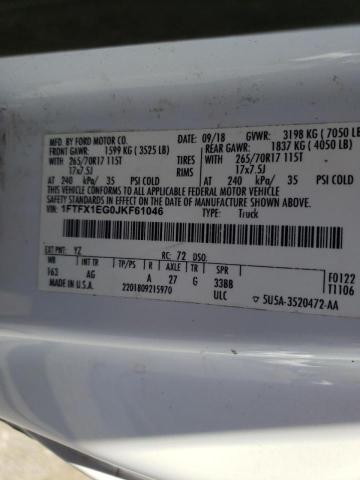 MFD. BY FORD MOTOR CO. 09/18 GVWR: 3198 KG (7050 LB)
FRONT GAWR: 1599 KG (3525 LB) REAR GAWR: 1837 KG (4050 LB)
265/70R17 115T TIRES 265/70R17 115T
17x7.5J RIMS 17x7.5J
AT 240 kPa/ 35 PSI COLD AT 240 kPa/ 35 PSI COLD
THIS VEHICLE CONFORMS TO ALL APPLICABLE FEDERAL MOTOR VEHICLE SAFETY
STANDARDS IN EFFECT ON THE DATE OF MANUFACTURE SHOWN ABOVE.
VIN: 1FTFX1EG0JKF61046 TYPE: Truck
EXT PNT: YZ RC: 72 DSO:
WB INT TR TP/PS R AXLE TR SPR
163 AG A 27 G 33BB F0122
MADE IN U.S.A. ULC T1106
2201809215970 5U5A-3520472-AA